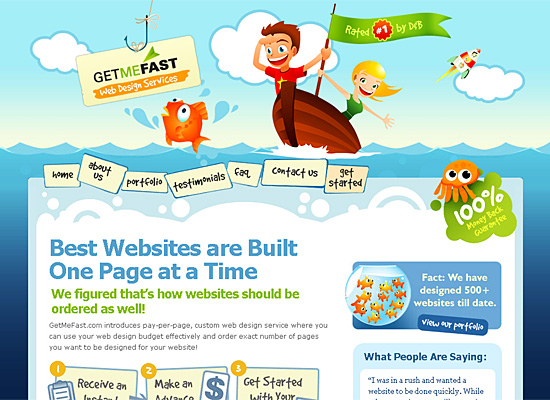 GETMEFAST
Web Design Services
Rated #1 by DFB
home
about
us
portfolio
testimonials
faq
contact us
get
started
100%
Money Back
Guarantee
Best Websites are Built
One Page at a Time
We figured that's how websites should be
ordered as well!
GetMeFast.com introduces pay-per-page, custom web design service where you
can use your web design budget effectively and order exact number of pages
you want to be designed for your website!
Fact: We have
designed 500+
websites till date.
view our portfolio
What People Are Saying:
"I was in a rush and wanted a
website to be done quickly. While
1
Receive an
Instant
2
Make an
Advance
$
3
Get Started
With Your